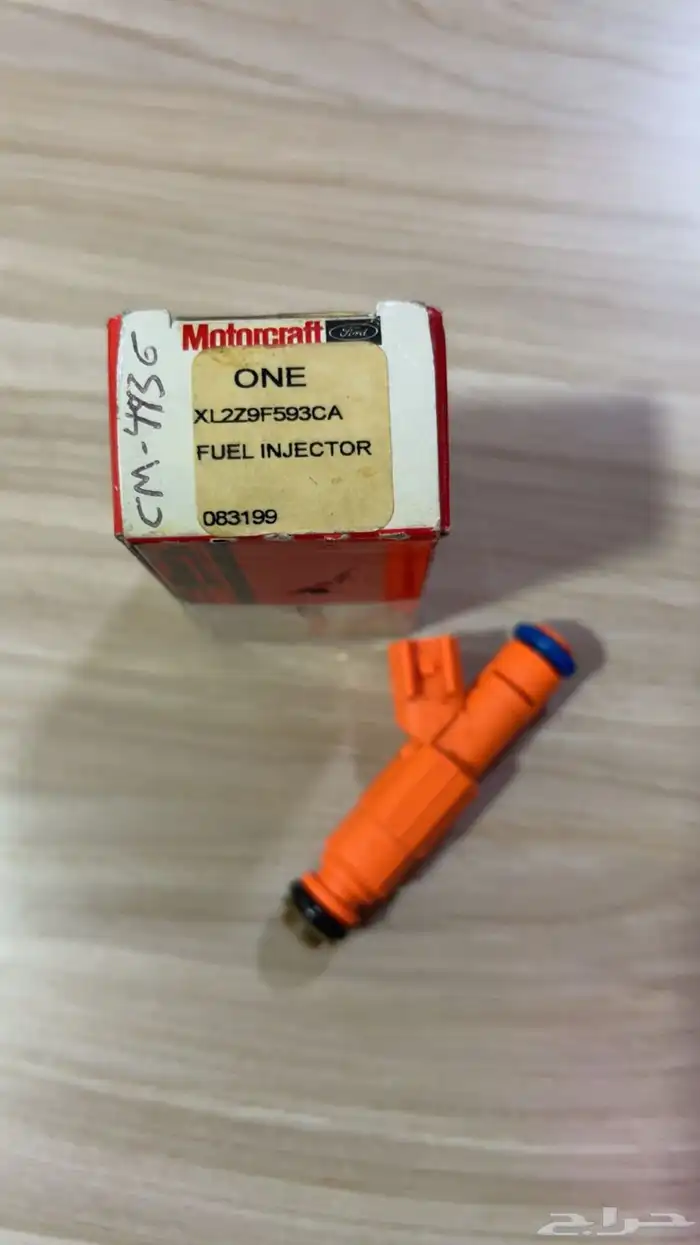 Motorcraft Ford
ONE
XL2Z9F593CA
FUEL INJECTOR
083199
CM-4936
حراج